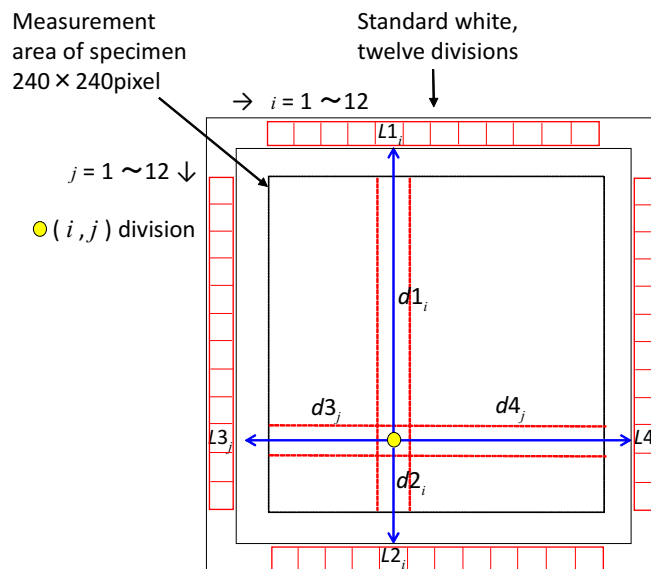 Measurement
area of specimen
240 × 240pixel
Standard white,
twelve divisions
→ i = 1 ~12
L1i
j = 1 ~12 ↓
( i , j ) division
d1i
d3j
d4j
L3j
L4
d2i
L2i